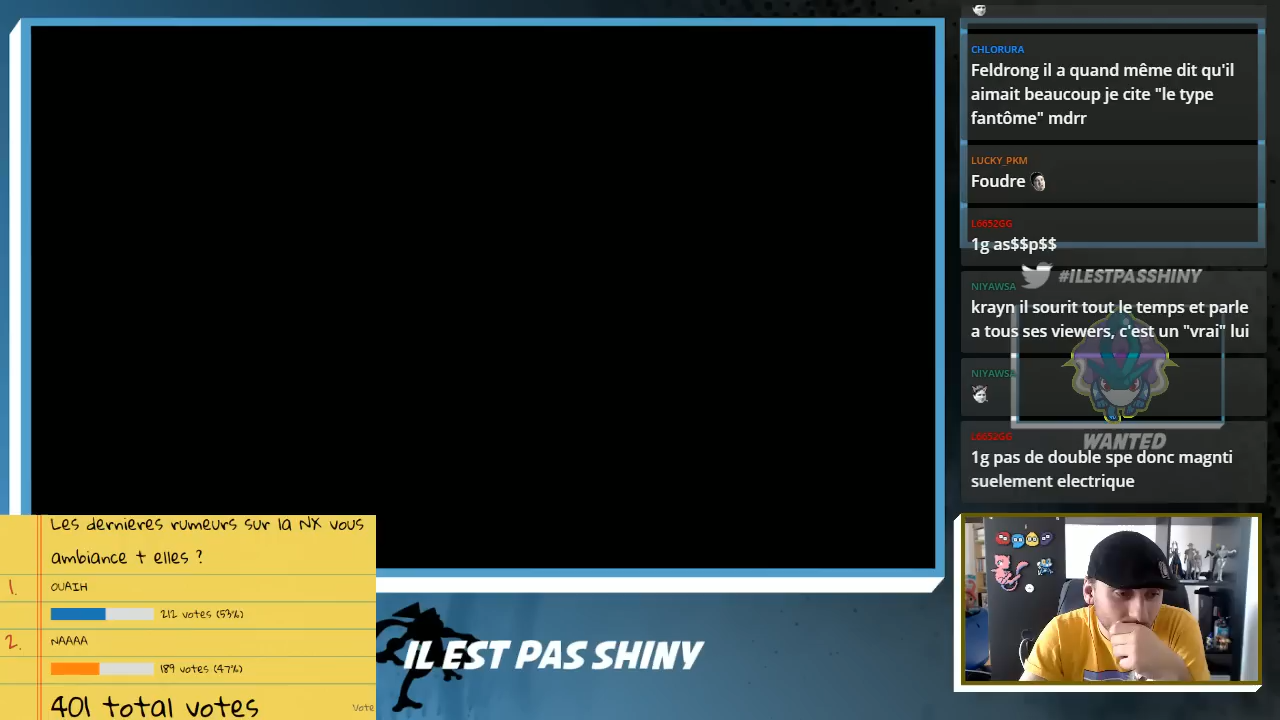 CHLORURA
Feldrong il a quand même dit qu'il
aimait beaucoup je cite "le type
fantôme" mdrr
LUCKY_PKM
Foudre
L6652GG
1g as$$p$$
#ILESTPASSHINY
NIYAWSA
krayn il sourit tout le temps et parle
a tous ses viewers, c'est un "vrai" lui
NIYAWSA
WANTED
L6652GG
1g pas de double spe donc magnti
suelement electrique
Les dernieres rumeurs sur la NX vous
ambiance t elles ?
1. OUAIH
212 votes (53%)
2. NAAAA
189 votes (47%)
401 total votes
Vote
IL EST PAS SHINY